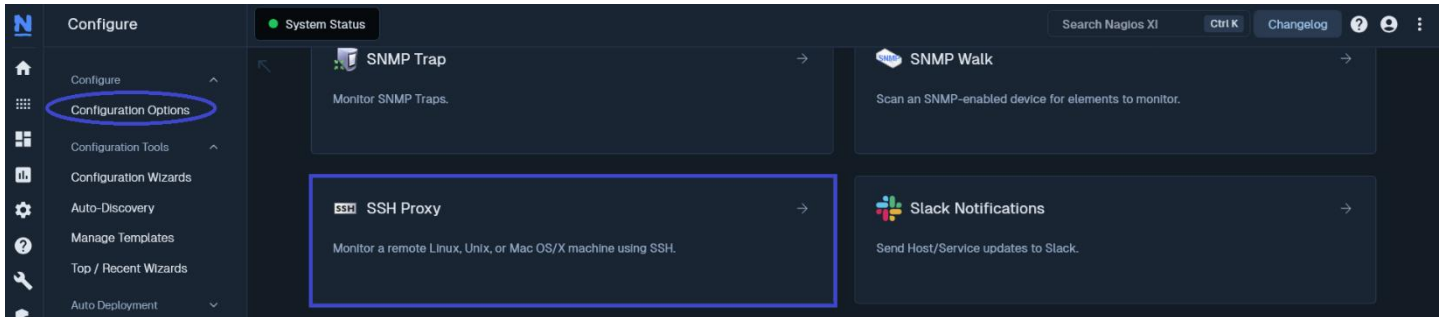 Configure
System Status
Search Nagios XI
Ctrl K
Changelog
Configure
Configuration Options
Configuration Tools
Configuration Wizards
Auto-Discovery
Manage Templates
Top / Recent Wizards
Auto Deployment
SNMP Trap
Monitor SNMP Traps.
SNMP
SNMP Walk
Scan an SNMP-enabled device for elements to monitor.
SSH
SSH Proxy
Monitor a remote Linux, Unix, or Mac OS/X machine using SSH.
Slack Notifications
Send Host/Service updates to Slack.